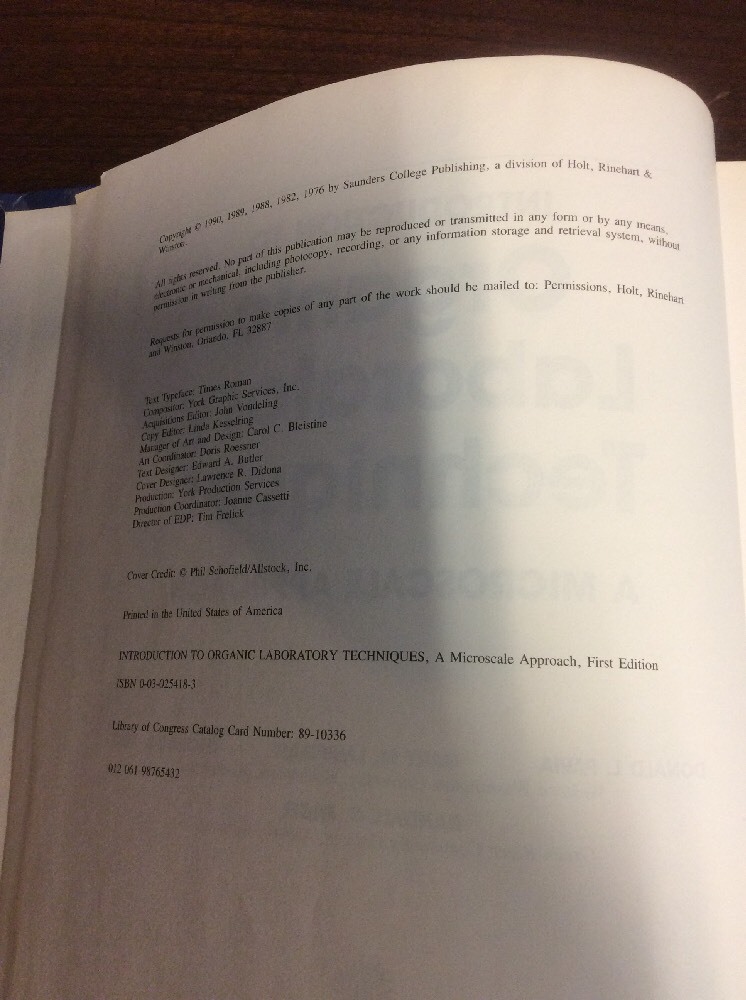 Copyright © 1990, 1989, 1988, 1982, 1976 by Saunders College Publishing, a division of Holt, Rinehart &
Winston.
All rights reserved. No part of this publication may be reproduced or transmitted in any form or by any means,
electronic or mechanical, including photocopy, recording, or any information storage and retrieval system, without
permission in writing from the publisher.
Requests for permission to make copies of any part of the work should be mailed to: Permissions, Holt, Rinehart
and Winston, Orlando, FL 32887
Text Typeface: Times Roman
Compositor: York Graphic Services, Inc.
Acquisitions Editor: John Vondeling
Copy Editor: Linda Kesselring
Manager of Art and Design: Carol C. Bleistine
Art Coordinator: Doris Roessner
Text Designer: Edward A. Butler
Cover Designer: Lawrence R. Didona
Production: York Production Services
Production Coordinator: Joanne Cassetti
Director of EDP: Tim Frelick
Cover Credit: © Phil Schofield/Allstock, Inc.
Printed in the United States of America
INTRODUCTION TO ORGANIC LABORATORY TECHNIQUES, A Microscale Approach, First Edition
ISBN 0-03-025418-3
Library of Congress Catalog Card Number: 89-10336
012 061 98765432